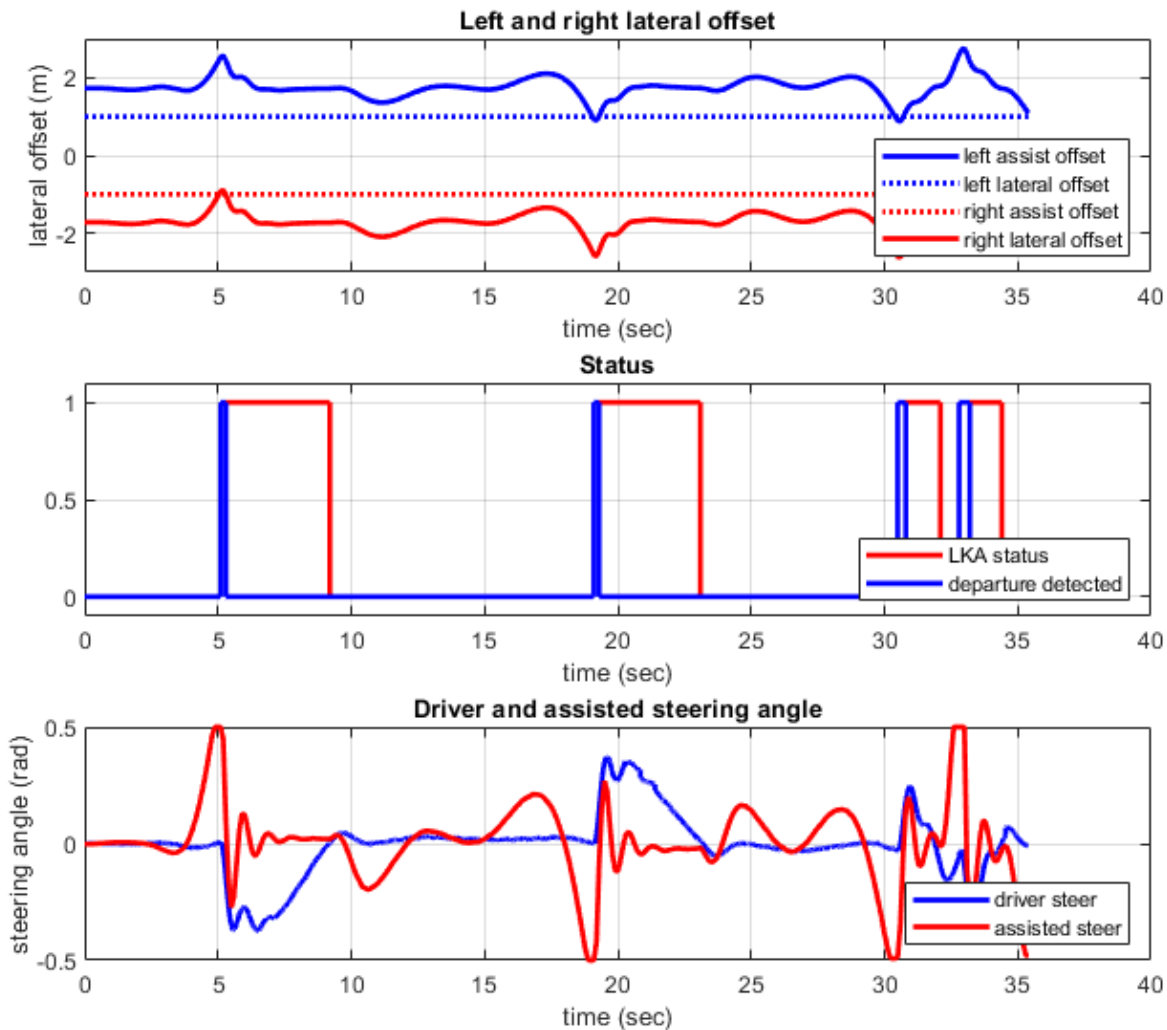 Left and right lateral offset
lateral offset (m)
2
0
-2
left assist offset
left lateral offset
right assist offset
right lateral offset
0 5 10 15 20 25 30 35 40
time (sec)
Status
1
0.5
0
LKA status
departure detected
0 5 10 15 20 25 30 35 40
time (sec)
Driver and assisted steering angle
steering angle (rad)
0.5
0
-0.5
driver steer
assisted steer
0 5 10 15 20 25 30 35 40
time (sec)